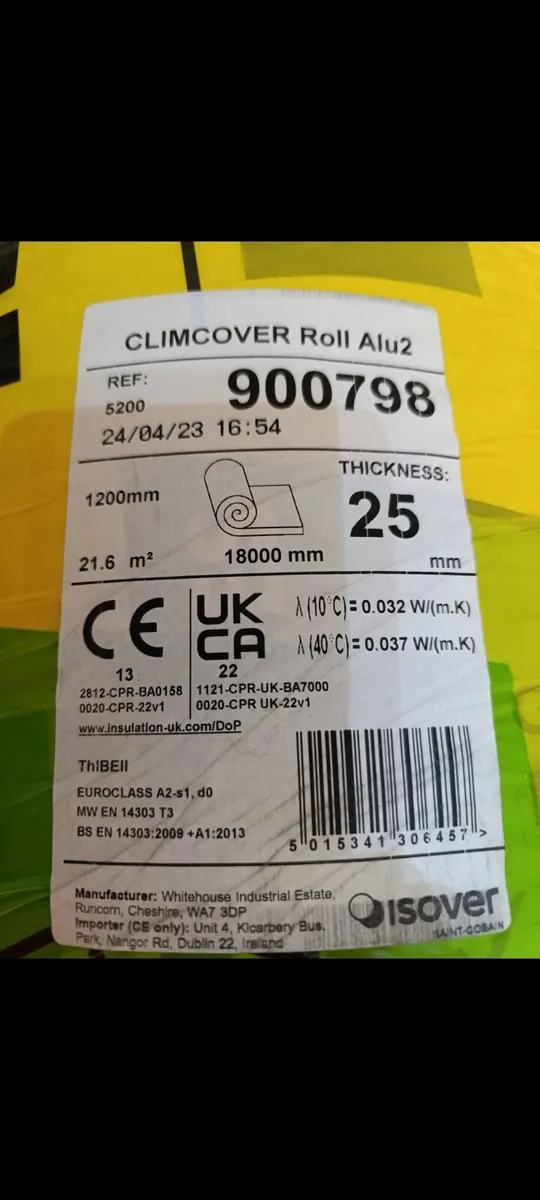 CLIMCOVER Roll Alu2
REF:
5200
900798
24/04/23 16:54
1200mm
THICKNESS:
25
mm
21.6 m²
18000 mm
CE
13
2812-CPR-BA0158
0020-CPR-22v1
UK
CA
22
1121-CPR-UK-BA7000
0020-CPR UK-22v1
λ (10°C)= 0.032 W/(m.K)
λ (40°C)= 0.037 W/(m.K)
www.insulation-uk.com/DoP
ThIBEII
EUROCLASS A2-s1, d0
MW EN 14303 T3
BS EN 14303:2009 +A1:2013
5 015341 306457 >
Manufacturer: Whitehouse Industrial Estate,
Runcorn, Cheshire, WA7 3DP
Importer (CE only): Unit 4, Kicarbery Bus.
Park, Nangor Rd, Dublin 22, Ireland
isover
SAINT-GOBAIN